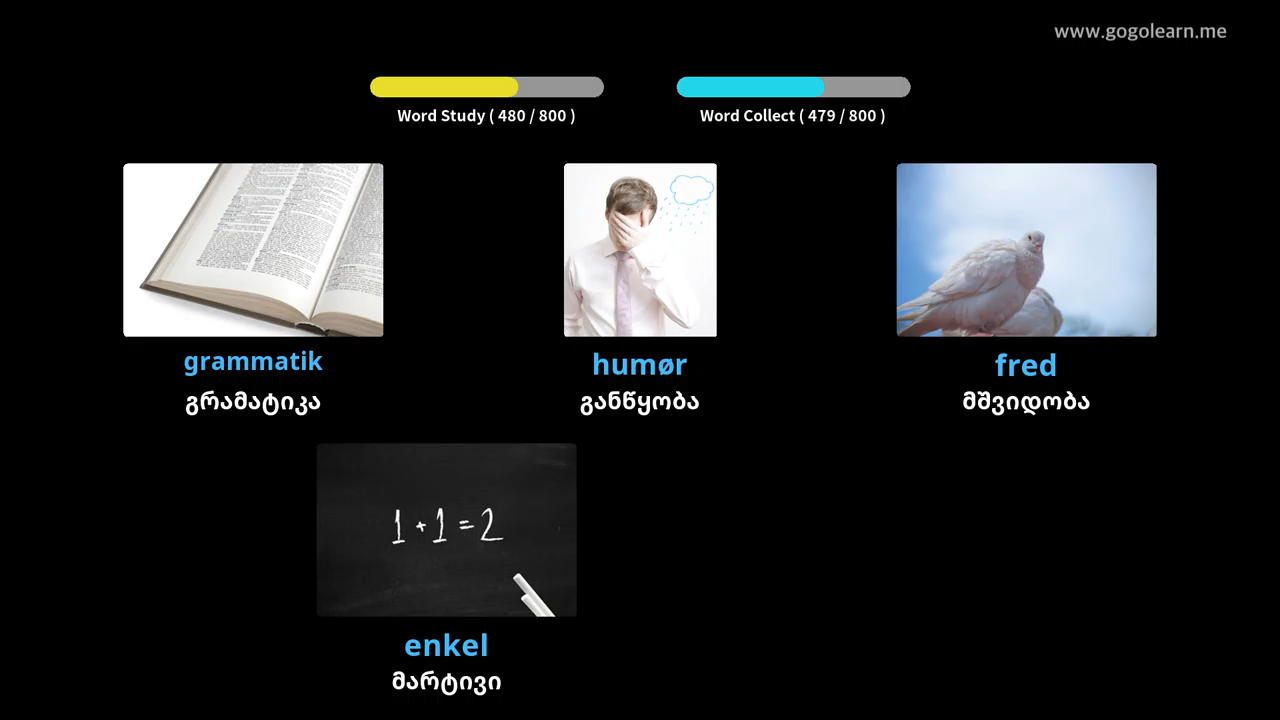 www.gogolearn.me
Word Study ( 480 / 800 )
Word Collect ( 479 / 800 )
grammatik
გრამატიკა
humør
განწყობა
fred
მშვიდობა
1 + 1 = 2
enkel
მარტივი